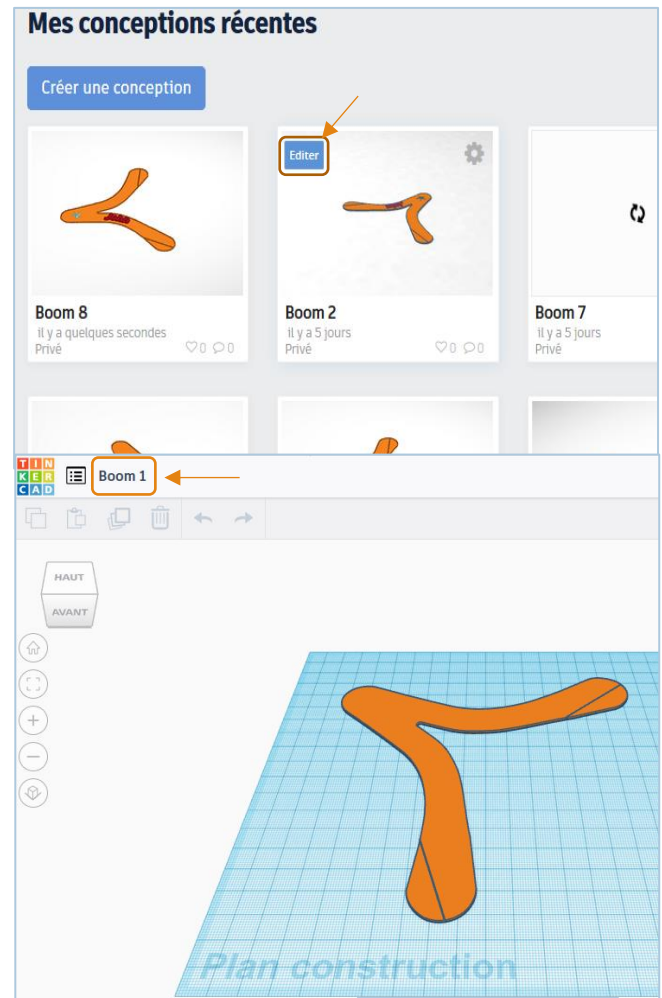 Mes conceptions récentes
Créer une conception
Editer
Boom 8
il y a quelques secondes
Privé
0 0
Boom 2
il y a 5 jours
Privé
0 0
Boom 7
il y a 5 jours
Privé
TIN
KER
CAD
Boom 1
HAUT
AVANT
Plan construction